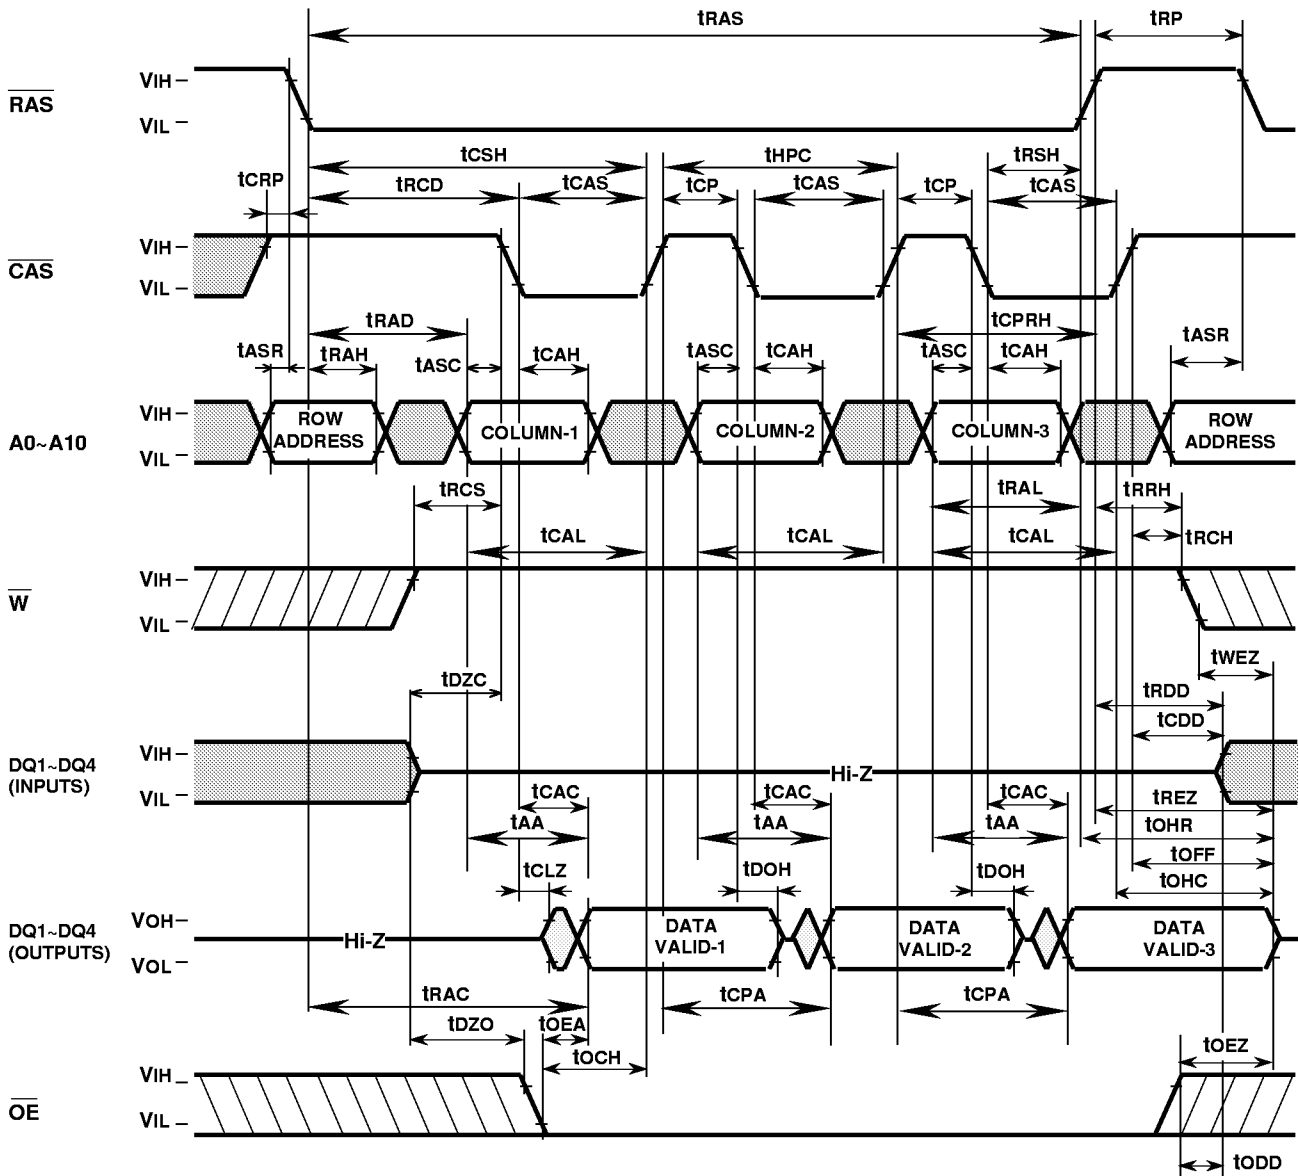 tRAS tRP
VIH
RAS
VIL
tCSH tHPC tRSH
tCRP tRCD tCAS tCP tCAS tCP tCAS
VIH
CAS
VIL
tRAD tCPRH
tASR tRAH tASC tCAH tASC tCAH tASC tCAH tASR
VIH
A0~A10 ROW ADDRESS COLUMN-1 COLUMN-2 COLUMN-3 ROW ADDRESS
VIL
tRCS tRAL tRRH
tCAL tCAL tCAL tRCH
VIH
W
VIL
tWEZ
tDZC tRDD
tCDD
VIH
DQ1~DQ4
(INPUTS) Hi-Z
VIL
tCAC tCAC tCAC tREZ
tAA tAA tAA tOHR
tOFF
tCLZ tDOH tDOH tOHC
VOH
DQ1~DQ4 DATA DATA DATA
(OUTPUTS) Hi-Z VALID-1 VALID-2 VALID-3
VOL
tRAC tCPA tCPA
tDZO tOEA
tOCH tOEZ
VIH
OE
VIL
tODD